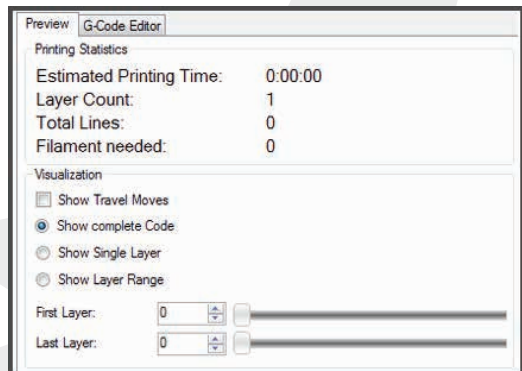 Preview G-Code Editor
Printing Statistics
Estimated Printing Time: 0:00:00
Layer Count: 1
Total Lines: 0
Filament needed: 0
Visualization
Show Travel Moves
Show complete Code
Show Single Layer
Show Layer Range
First Layer: 0
Last Layer: 0